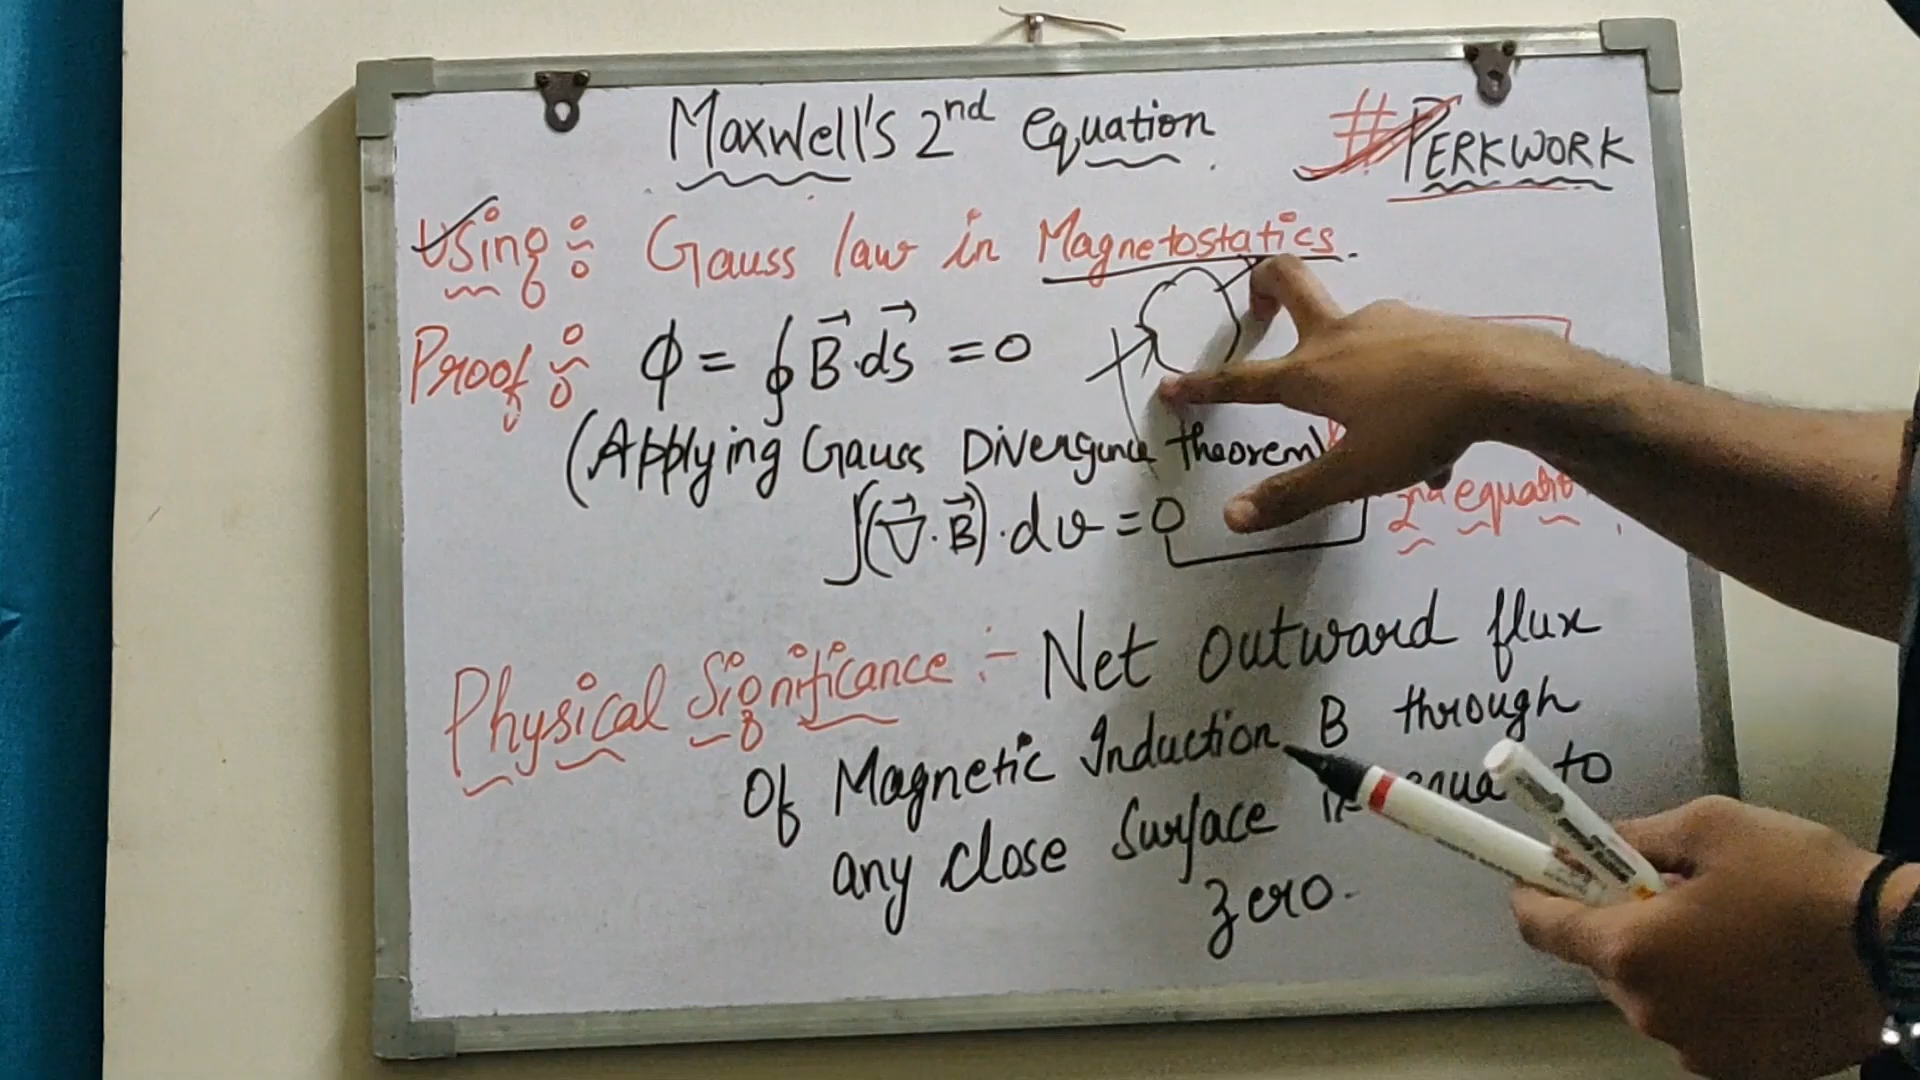 Maxwell's 2nd equation
# PERKWORK
Using : Gauss law in Magnetostatics.
Proof : ϕ = ∮ B⃗.ds⃗ = 0
(Applying Gauss Divergence theorem)
∫(∇⃗.B⃗).dv = 0
2nd equation
Physical Significance :- Net outward flux
Of Magnetic Induction B through
any close Surface to
zero.